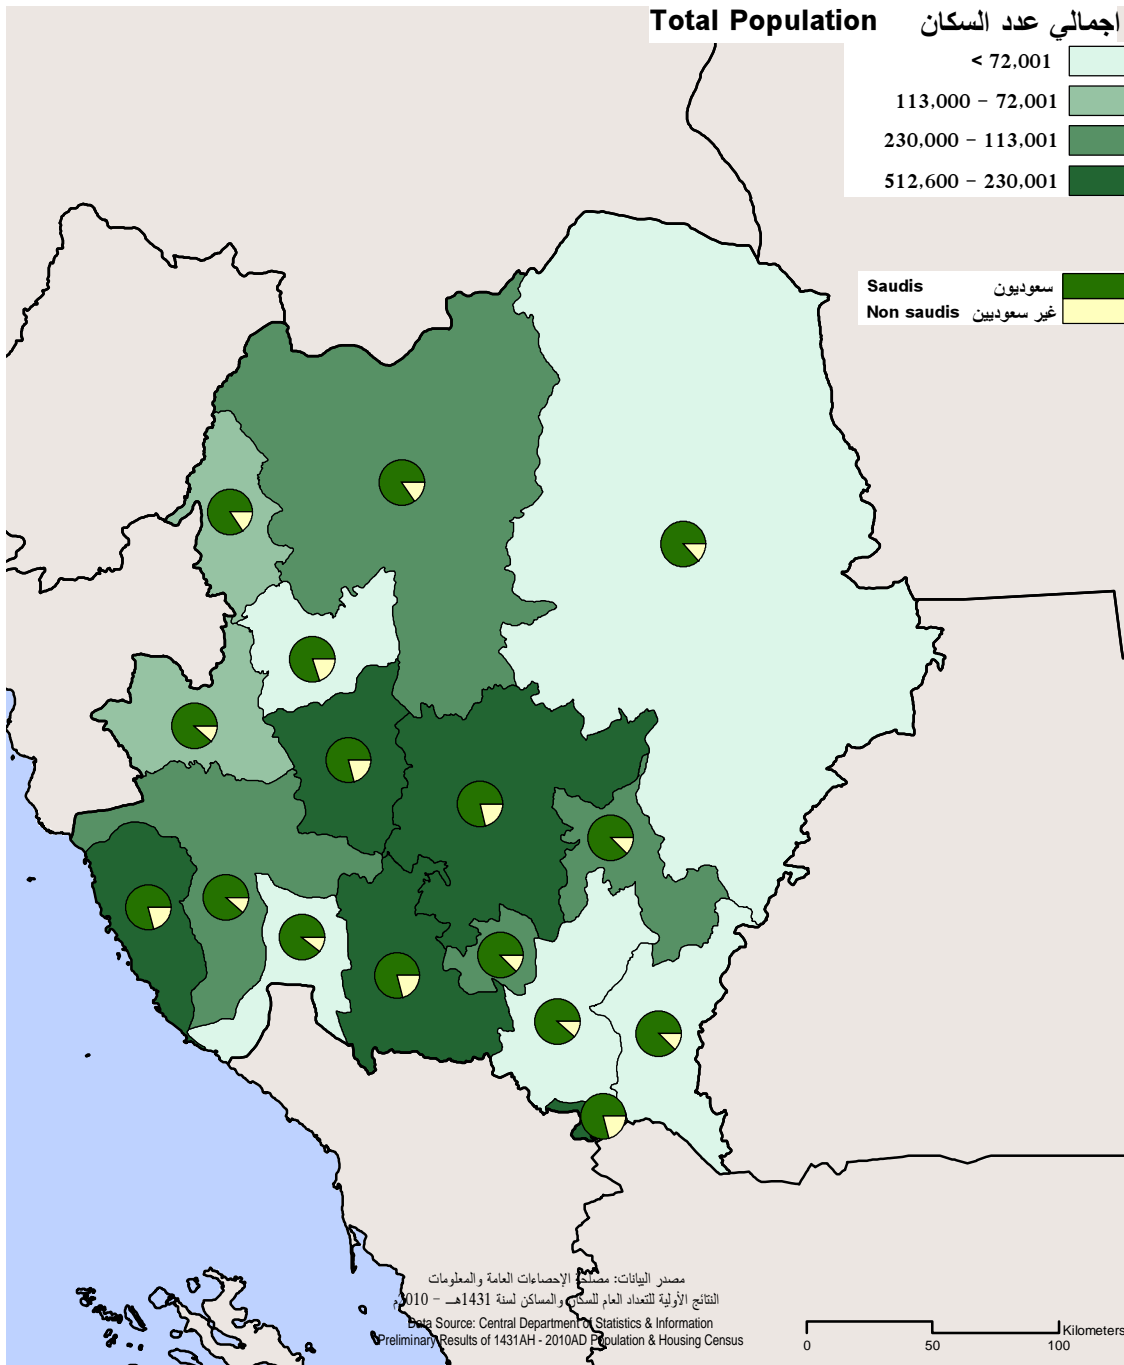 Total Population اجمالي عدد السكان
< 72,001
113,000 - 72,001
230,000 - 113,001
512,600 - 230,001
Saudis سعوديون
Non saudis غير سعوديين
مصدر البيانات: مصلحة الإحصاءات العامة والمعلومات
النتائج الأولية للتعداد العام للسكان والمساكن لسنة 1431هـ - 2010م
Data Source: Central Department of Statistics & Information
Preliminary Results of 1431AH - 2010AD Population & Housing Census
Kilometers
0 50 100